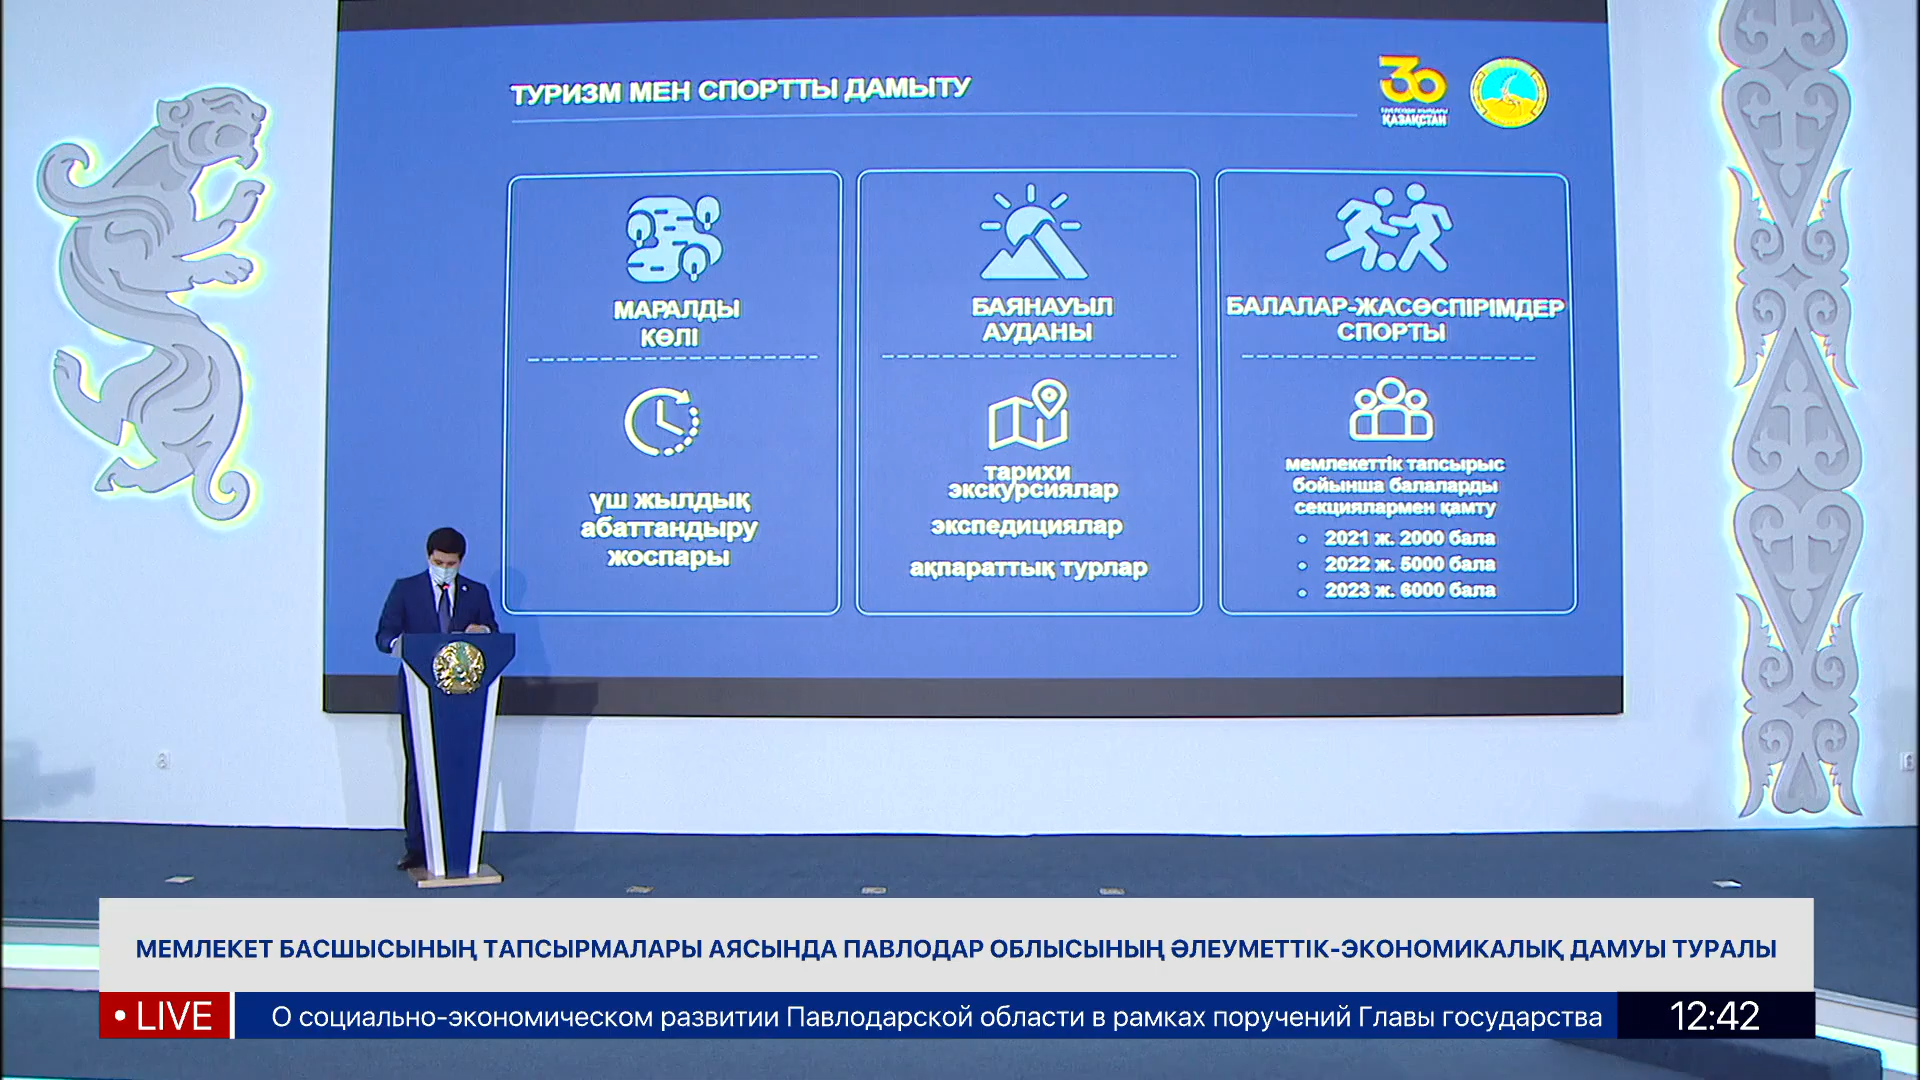 ТУРИЗМ МЕН СПОРТТЫ ДАМЫТУ
30
ҚАЗАҚСТАН
МАРАЛДЫ
КӨЛІ
үш жылдық
абаттандыру
жоспары
БАЯНАУЫЛ
АУДАНЫ
тарихи
экскурсиялар
экспедициялар
ақпараттық турлар
БАЛАЛАР-ЖАСӨСПІРІМДЕР
СПОРТЫ
мемлекеттік тапсырыс
бойынша балаларды
секциялармен қамту
• 2021 ж. 2000 бала
• 2022 ж. 5000 бала
• 2023 ж. 6000 бала
МЕМЛЕКЕТ БАСШЫСЫНЫҢ ТАПСЫРМАЛАРЫ АЯСЫНДА ПАВЛОДАР ОБЛЫСЫНЫҢ ӘЛЕУМЕТТІК-ЭКОНОМИКАЛЫҚ ДАМУЫ ТУРАЛЫ
• LIVE О социально-экономическом развитии Павлодарской области в рамках поручений Главы государства 12:42